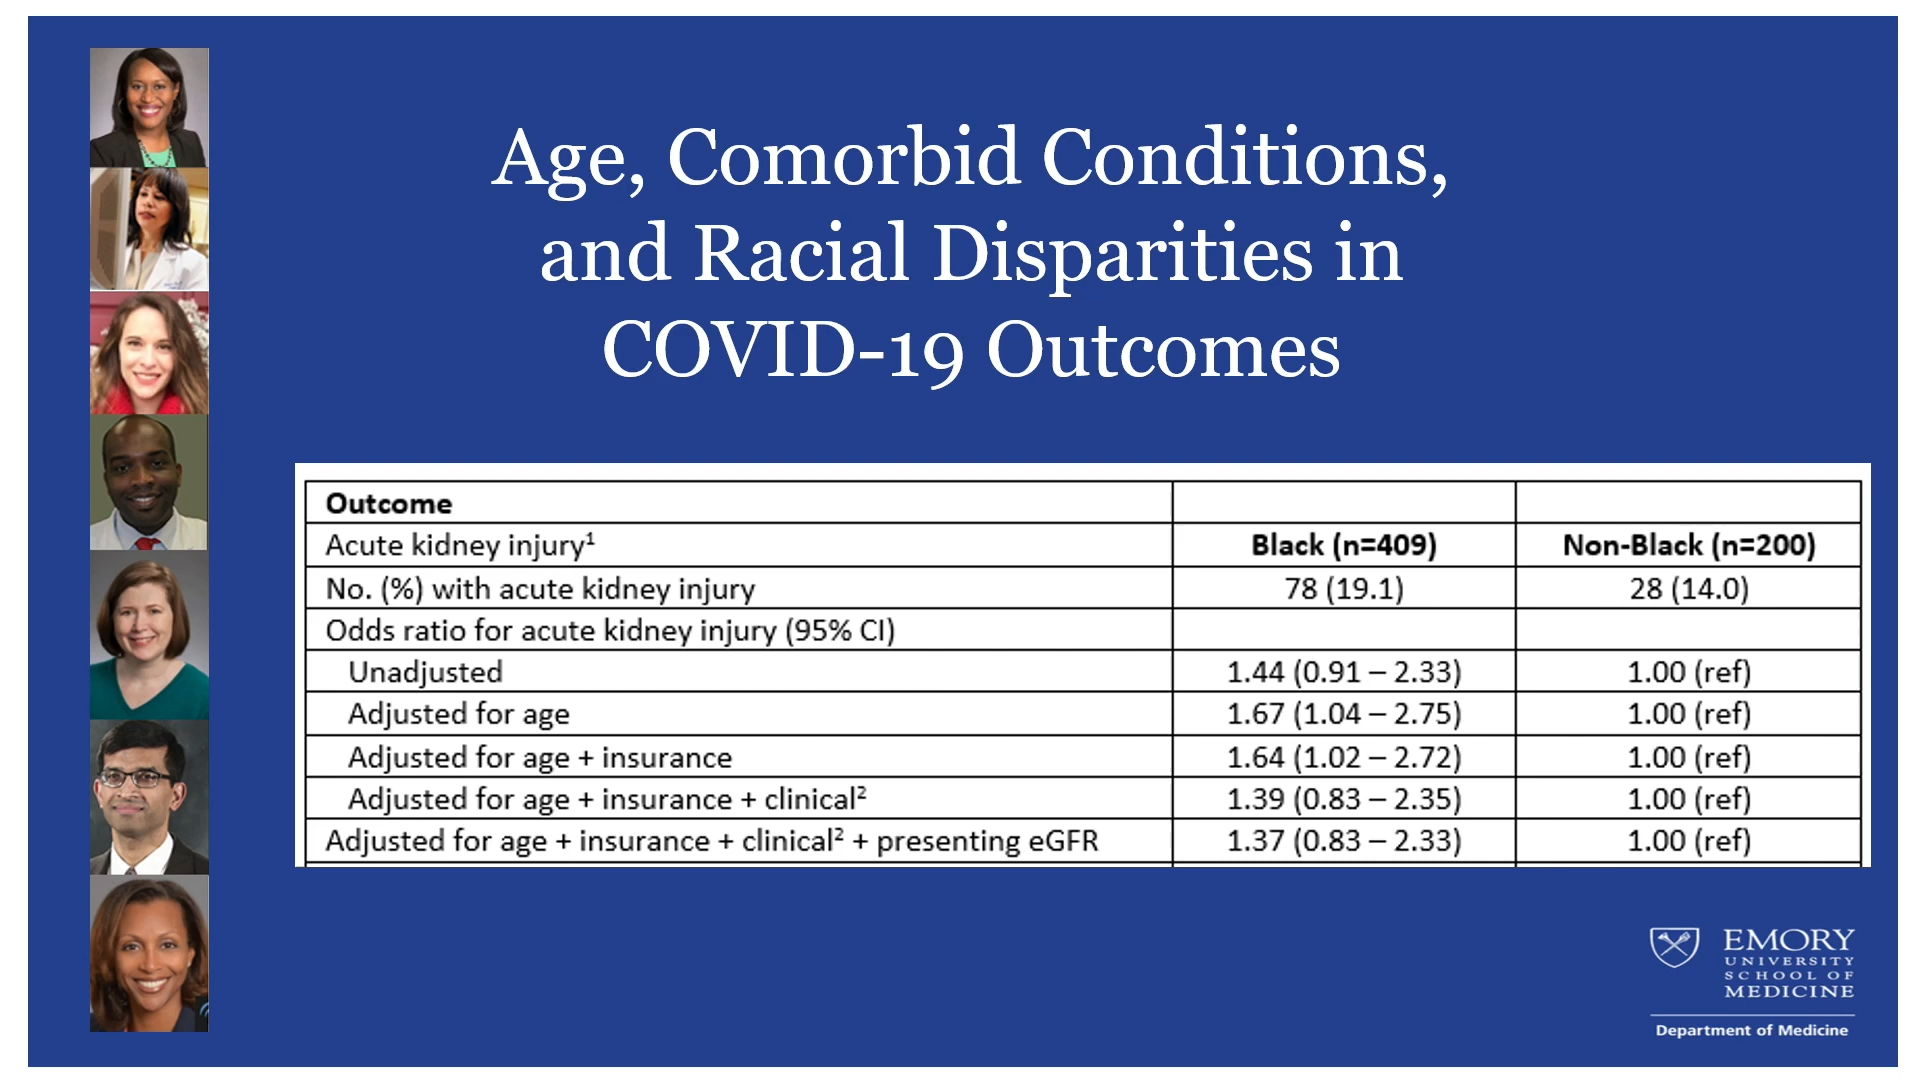 Age, Comorbid Conditions,
and Racial Disparities in
COVID-19 Outcomes
Outcome
Acute kidney injury¹ Black (n=409) Non-Black (n=200)
No. (%) with acute kidney injury 78 (19.1) 28 (14.0)
Odds ratio for acute kidney injury (95% CI)
Unadjusted 1.44 (0.91 – 2.33) 1.00 (ref)
Adjusted for age 1.67 (1.04 – 2.75) 1.00 (ref)
Adjusted for age + insurance 1.64 (1.02 – 2.72) 1.00 (ref)
Adjusted for age + insurance + clinical² 1.39 (0.83 – 2.35) 1.00 (ref)
Adjusted for age + insurance + clinical² + presenting eGFR 1.37 (0.83 – 2.33) 1.00 (ref)
EMORY
UNIVERSITY
SCHOOL OF
MEDICINE
Department of Medicine